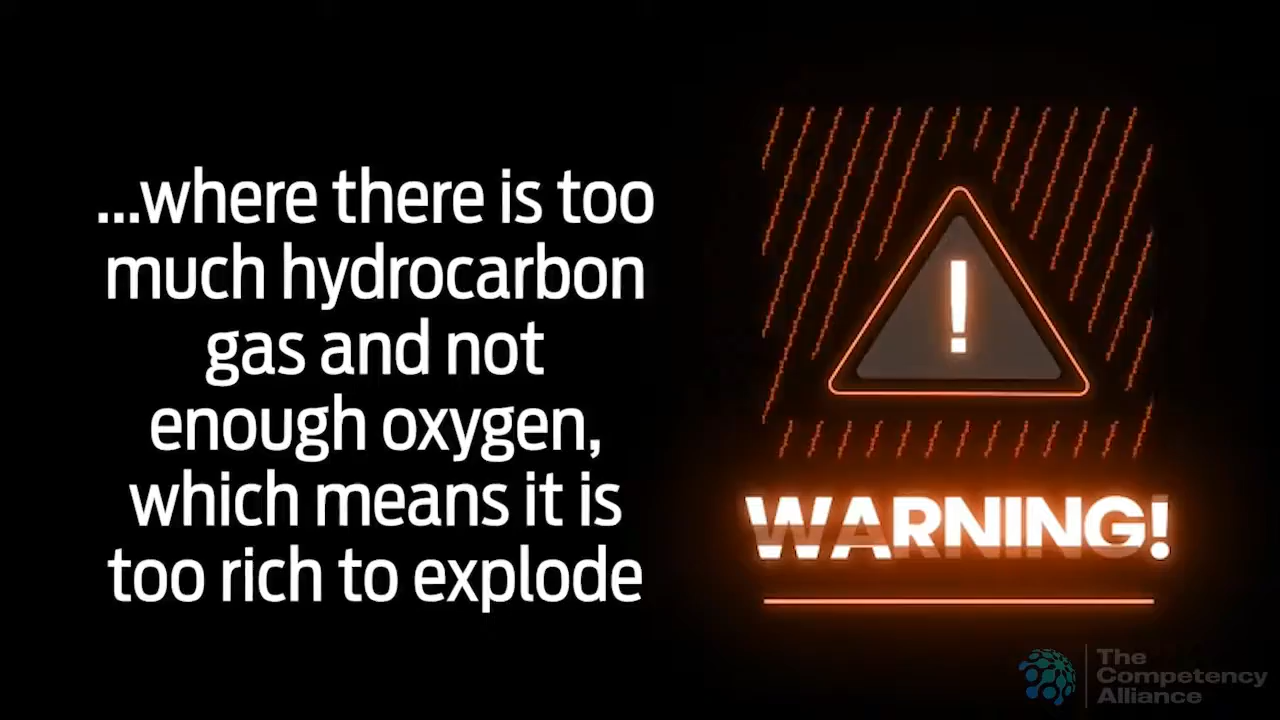 ...where there is too
much hydrocarbon
gas and not
enough oxygen,
which means it is
too rich to explode
!
WARNING!
The
Competency
Alliance